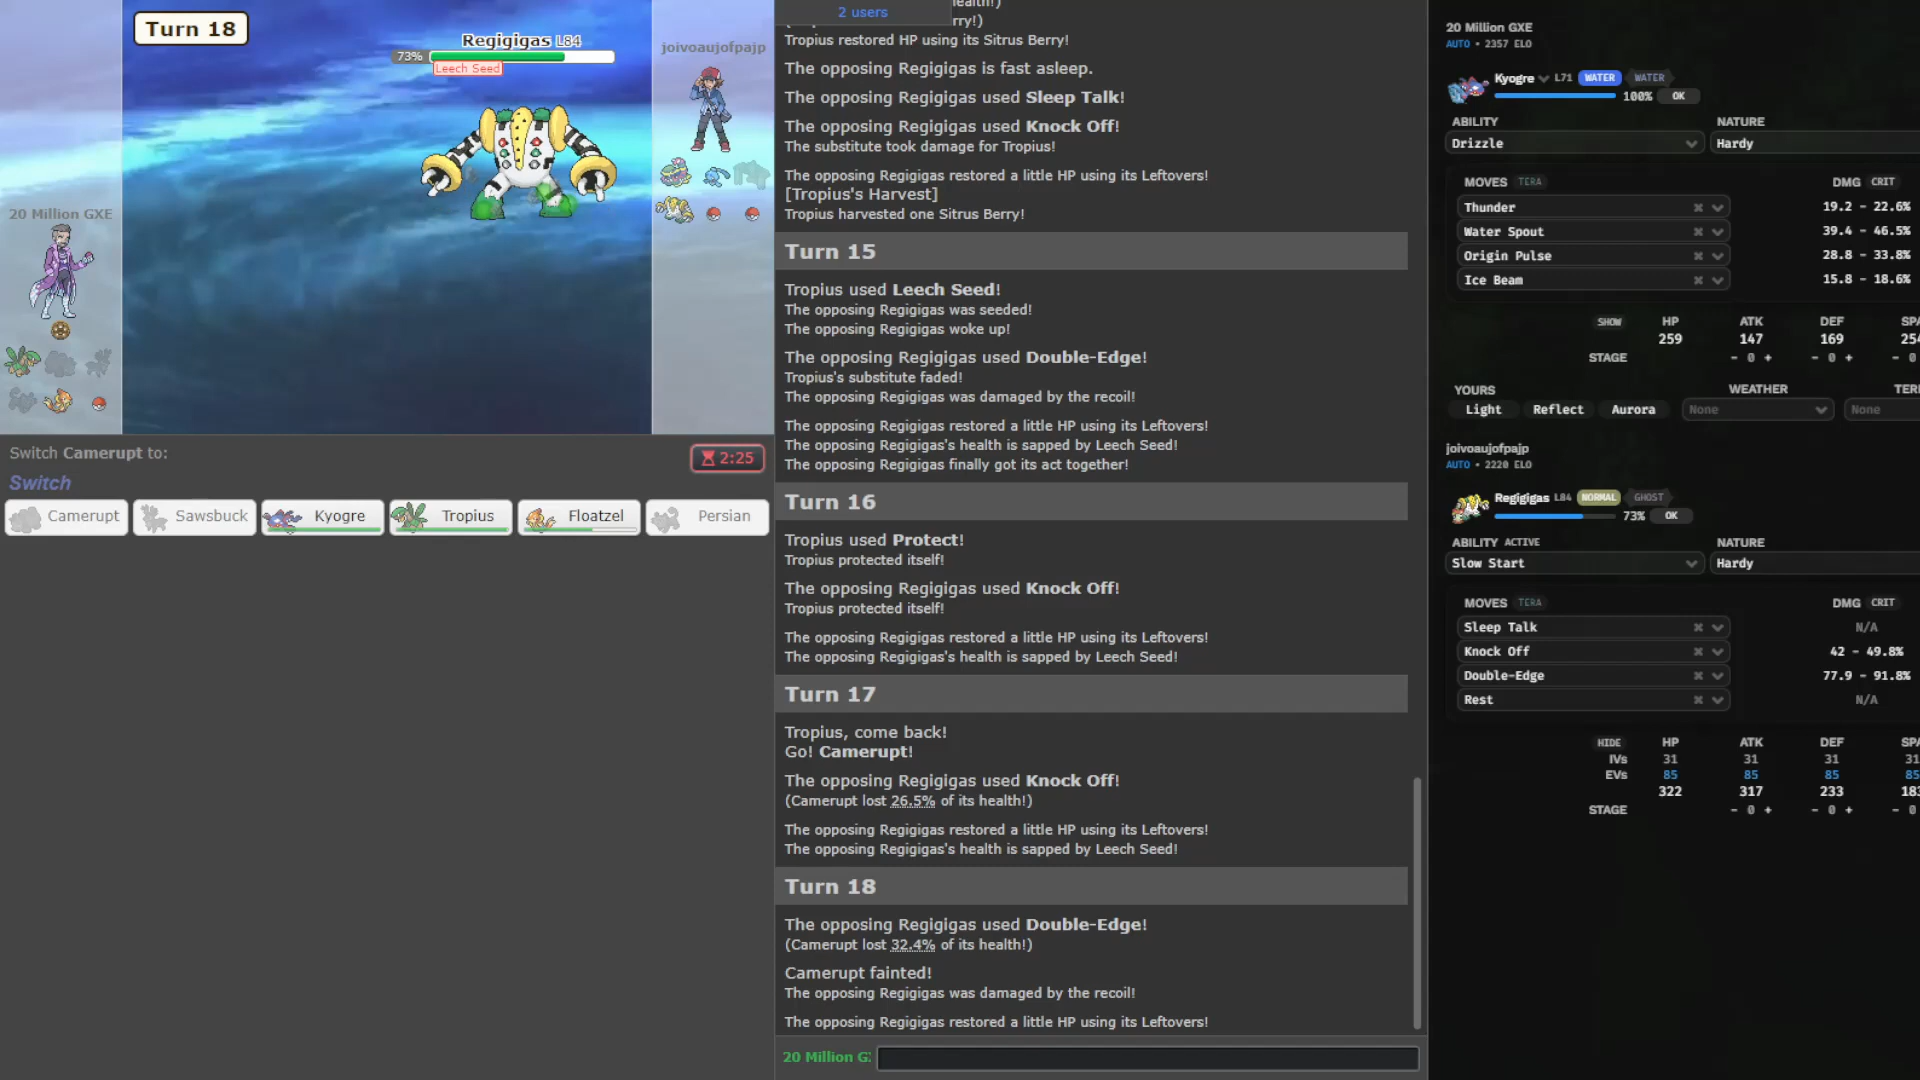 Turn 18
Regigigas L84
73%
Leech Seed
joivoaujofpajp
20 Million GXE
Switch Camerupt to:
2:25
Switch
Camerupt
Sawsbuck
Kyogre
Tropius
Floatzel
Persian
2 users
Tropius restored HP using its Sitrus Berry!
The opposing Regigigas is fast asleep.
The opposing Regigigas used Sleep Talk!
The opposing Regigigas used Knock Off!
The substitute took damage for Tropius!
The opposing Regigigas restored a little HP using its Leftovers!
[Tropius's Harvest]
Tropius harvested one Sitrus Berry!
Turn 15
Tropius used Leech Seed!
The opposing Regigigas was seeded!
The opposing Regigigas woke up!
The opposing Regigigas used Double-Edge!
Tropius's substitute faded!
The opposing Regigigas was damaged by the recoil!
The opposing Regigigas restored a little HP using its Leftovers!
The opposing Regigigas's health is sapped by Leech Seed!
The opposing Regigigas finally got its act together!
Turn 16
Tropius used Protect!
Tropius protected itself!
The opposing Regigigas used Knock Off!
Tropius protected itself!
The opposing Regigigas restored a little HP using its Leftovers!
The opposing Regigigas's health is sapped by Leech Seed!
Turn 17
Tropius, come back!
Go! Camerupt!
The opposing Regigigas used Knock Off!
(Camerupt lost 26.5% of its health!)
The opposing Regigigas restored a little HP using its Leftovers!
The opposing Regigigas's health is sapped by Leech Seed!
Turn 18
The opposing Regigigas used Double-Edge!
(Camerupt lost 32.4% of its health!)
Camerupt fainted!
The opposing Regigigas was damaged by the recoil!
The opposing Regigigas restored a little HP using its Leftovers!
20 Million G
20 Million GXE
AUTO • 2357 ELO
Kyogre L71 WATER WATER
100% OK
ABILITY NATURE
Drizzle Hardy
MOVES TERA DMG CRIT
Thunder 19.2 - 22.6%
Water Spout 39.4 - 46.5%
Origin Pulse 28.8 - 33.8%
Ice Beam 15.8 - 18.6%
SHOW HP ATK DEF SPA
259 147 169 254
STAGE - 0 + - 0 + - 0
YOURS WEATHER TER
Light Reflect Aurora None None
joivoaujofpajp
AUTO • 2220 ELO
Regigigas L84 NORMAL GHOST
73% OK
ABILITY ACTIVE NATURE
Slow Start Hardy
MOVES TERA DMG CRIT
Sleep Talk N/A
Knock Off 42 - 49.8%
Double-Edge 77.9 - 91.8%
Rest N/A
HIDE HP ATK DEF SPA
IVs 31 31 31 31
EVs 85 85 85 85
322 317 233 183
STAGE - 0 + - 0 + - 0